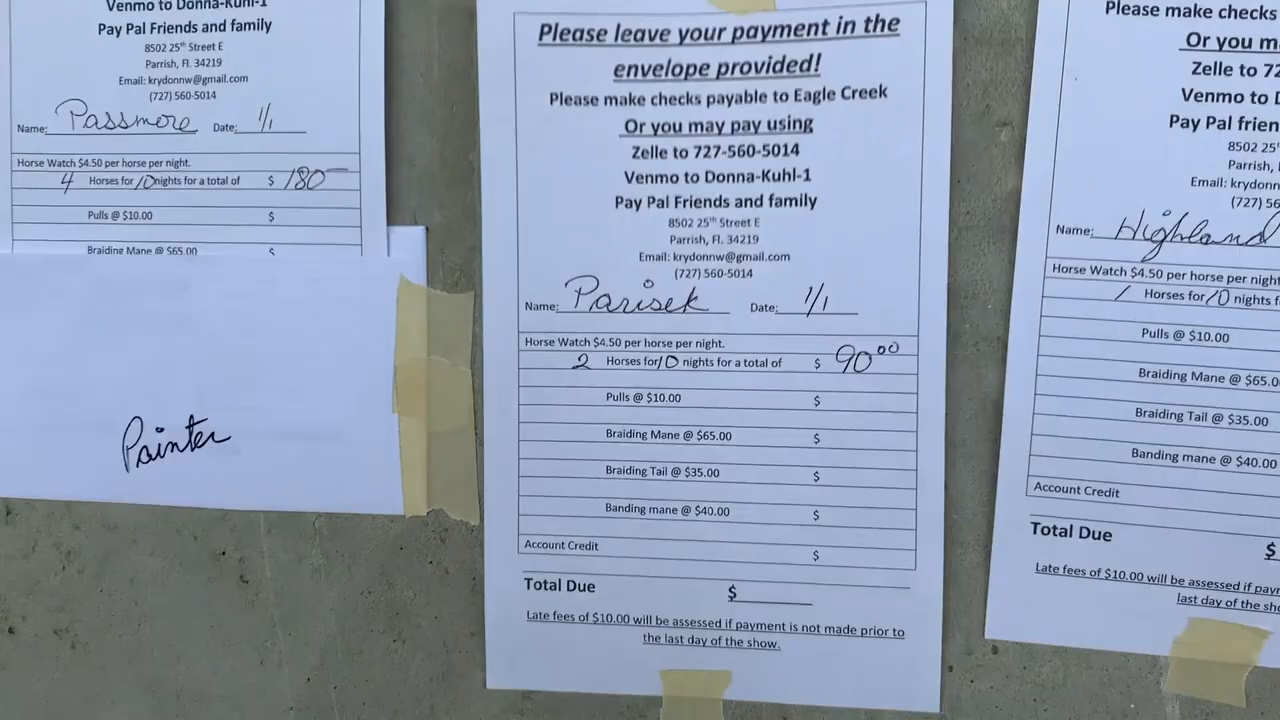 Venmo to Donna-Kuhl-1
Pay Pal Friends and family
8502 25th Street E
Parrish, Fl. 34219
Email: krydonnw@gmail.com
(727) 560-5014
Name: Passmore Date: 1/1
Horse Watch $4.50 per horse per night.
4 Horses for 10 nights for a total of $ 180-
Pulls @ $10.00 $
Braiding Mane @ $65.00 $
Painter
Please leave your payment in the
envelope provided!
Please make checks payable to Eagle Creek
Or you may pay using
Zelle to 727-560-5014
Venmo to Donna-Kuhl-1
Pay Pal Friends and family
8502 25th Street E
Parrish, Fl. 34219
Email: krydonnw@gmail.com
(727) 560-5014
Name: Parisek Date: 1/1
Horse Watch $4.50 per horse per night.
2 Horses for 10 nights for a total of $ 90.00
Pulls @ $10.00 $
Braiding Mane @ $65.00 $
Braiding Tail @ $35.00 $
Banding mane @ $40.00 $
Account Credit $
Total Due $
Late fees of $10.00 will be assessed if payment is not made prior to
the last day of the show.
Please make checks
Or you m
Zelle to 72
Venmo to D
Pay Pal frien
8502 25
Parrish,
Email: krydonn
(727) 56
Name: Highland
Horse Watch $4.50 per horse per night
1 Horses for 10 nights f
Pulls @ $10.00
Braiding Mane @ $65.0
Braiding Tail @ $35.00
Banding mane @ $40.00
Account Credit
Total Due $
Late fees of $10.00 will be assessed if paym
last day of the sho